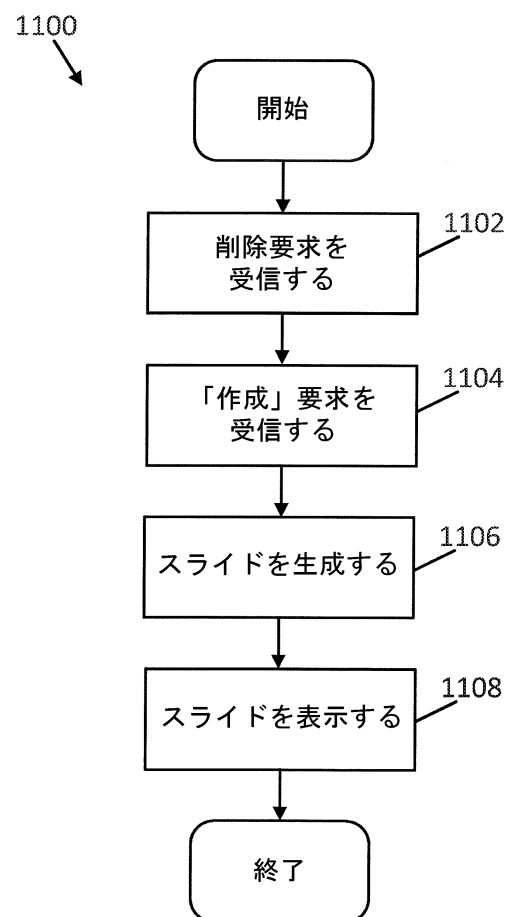 1100
開始
削除要求を
受信する
1102
「作成」要求を
受信する
1104
スライドを生成する
1106
スライドを表示する
1108
終了